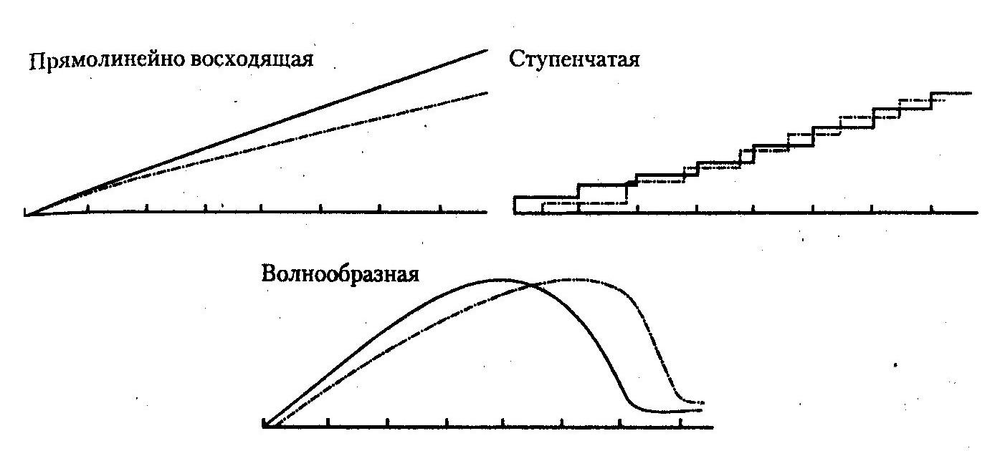 Прямолинейно восходящая
Ступенчатая
Волнообразная